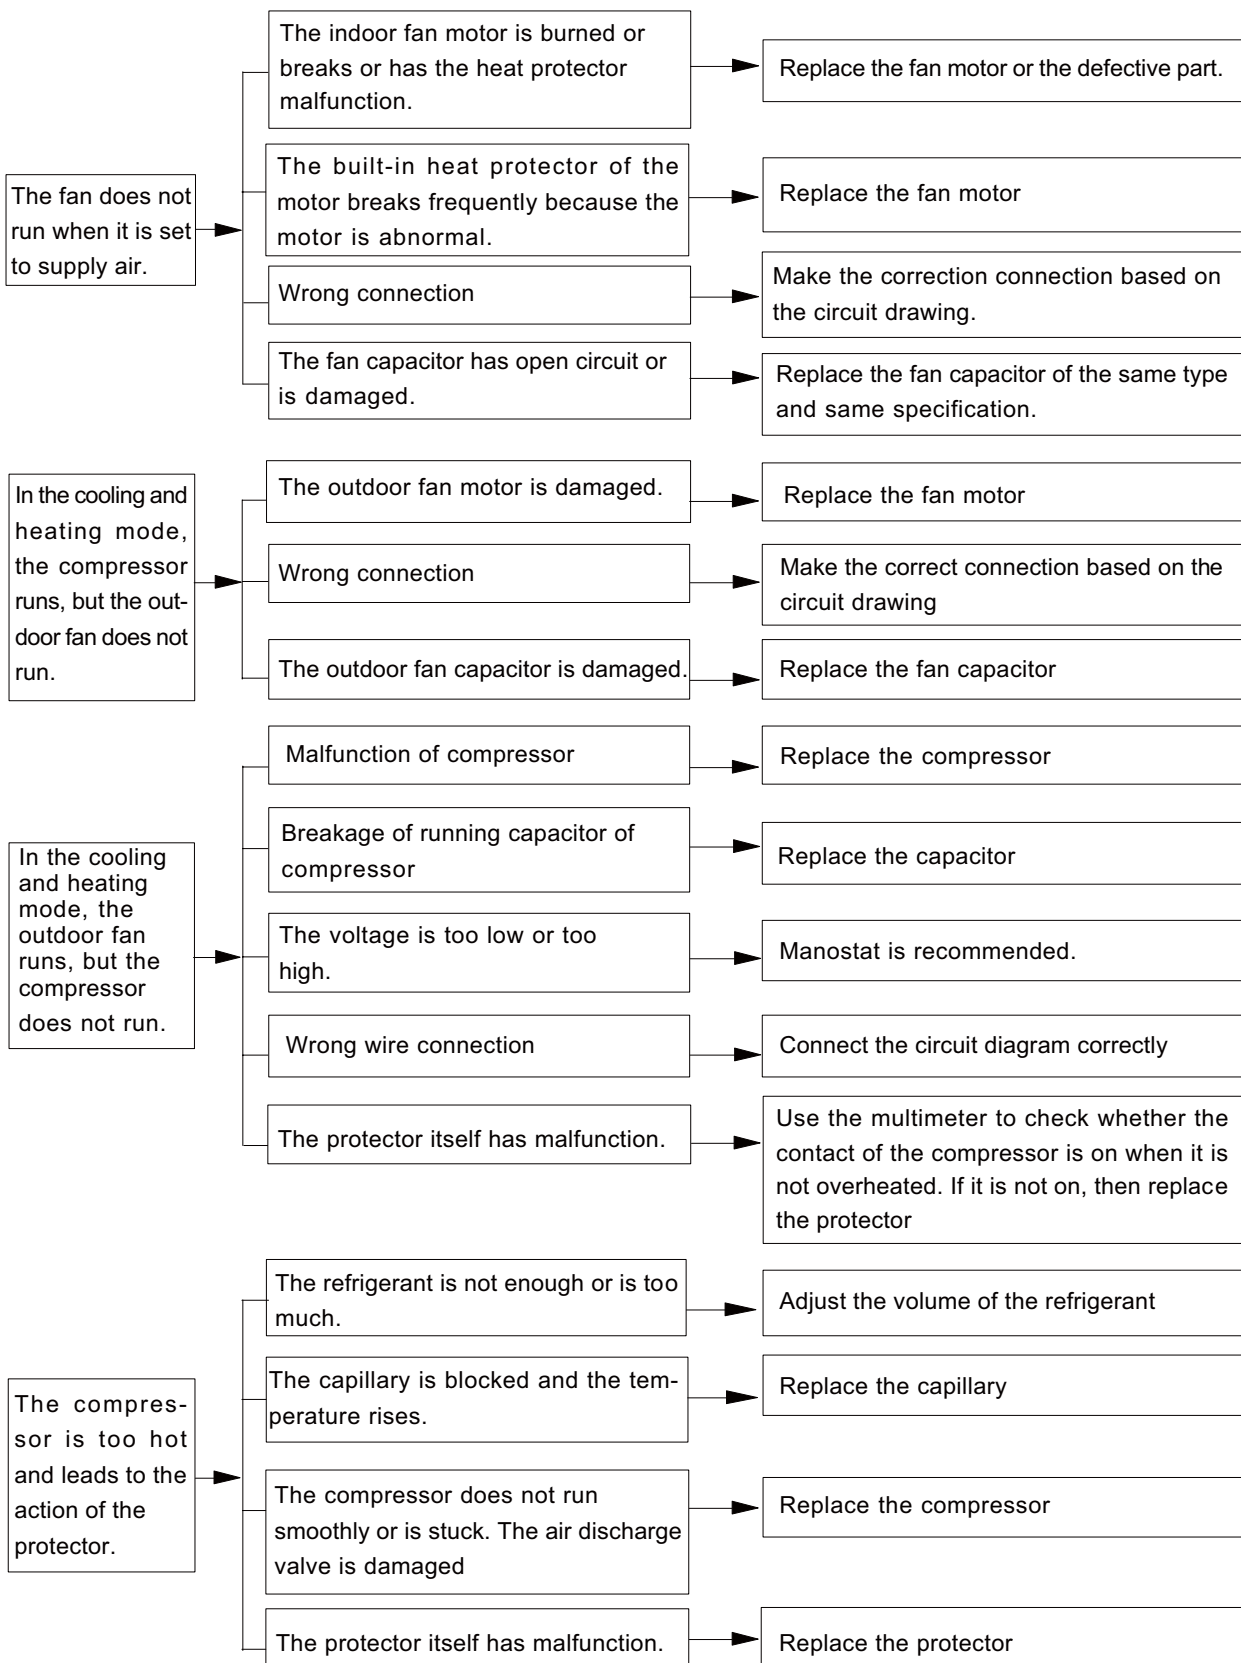 The indoor fan motor is burned or
breaks or has the heat protector
malfunction.
Replace the fan motor or the defective part.
The fan does not
run when it is set
to supply air.
The built-in heat protector of the
motor breaks frequently because the
motor is abnormal.
Replace the fan motor
Wrong connection
Make the correction connection based on
the circuit drawing.
The fan capacitor has open circuit or
is damaged.
Replace the fan capacitor of the same type
and same specification.
In the cooling and
heating mode,
the compressor
runs, but the out-
door fan does not
run.
The outdoor fan motor is damaged.
Replace the fan motor
Wrong connection
Make the correct connection based on the
circuit drawing
The outdoor fan capacitor is damaged.
Replace the fan capacitor
In the cooling
and heating
mode, the
outdoor fan
runs, but the
compressor
does not run.
Malfunction of compressor
Replace the compressor
Breakage of running capacitor of
compressor
Replace the capacitor
The voltage is too low or too
high.
Manostat is recommended.
Wrong wire connection
Connect the circuit diagram correctly
The protector itself has malfunction.
Use the multimeter to check whether the
contact of the compressor is on when it is
not overheated. If it is not on, then replace
the protector
The compres-
sor is too hot
and leads to the
action of the
protector.
The refrigerant is not enough or is too
much.
Adjust the volume of the refrigerant
The capillary is blocked and the tem-
perature rises.
Replace the capillary
The compressor does not run
smoothly or is stuck. The air discharge
valve is damaged
Replace the compressor
The protector itself has malfunction.
Replace the protector